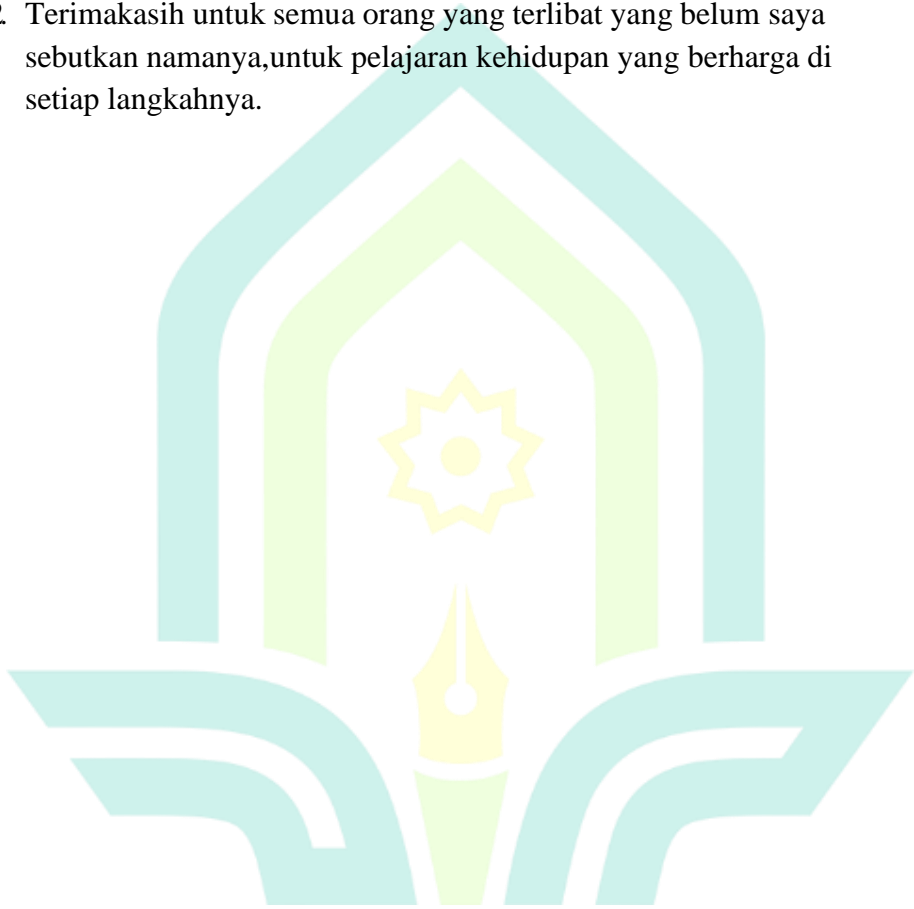 2. Terimakasih untuk semua orang yang terlibat yang belum saya
sebutkan namanya,untuk pelajaran kehidupan yang berharga di
setiap langkahnya.